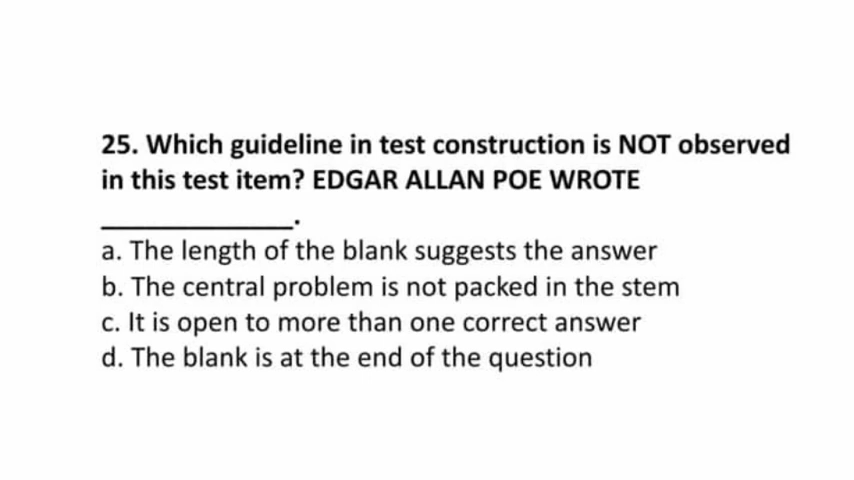 25. Which guideline in test construction is NOT observed
in this test item? EDGAR ALLAN POE WROTE
______________.
a. The length of the blank suggests the answer
b. The central problem is not packed in the stem
c. It is open to more than one correct answer
d. The blank is at the end of the question